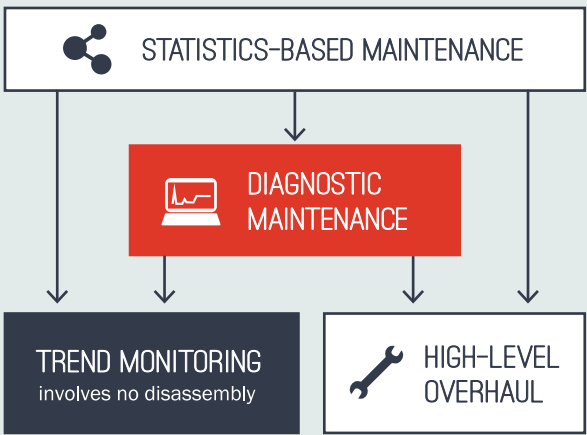 STATISTICS-BASED MAINTENANCE
DIAGNOSTIC
MAINTENANCE
TREND MONITORING
involves no disassembly
HIGH-LEVEL
OVERHAUL